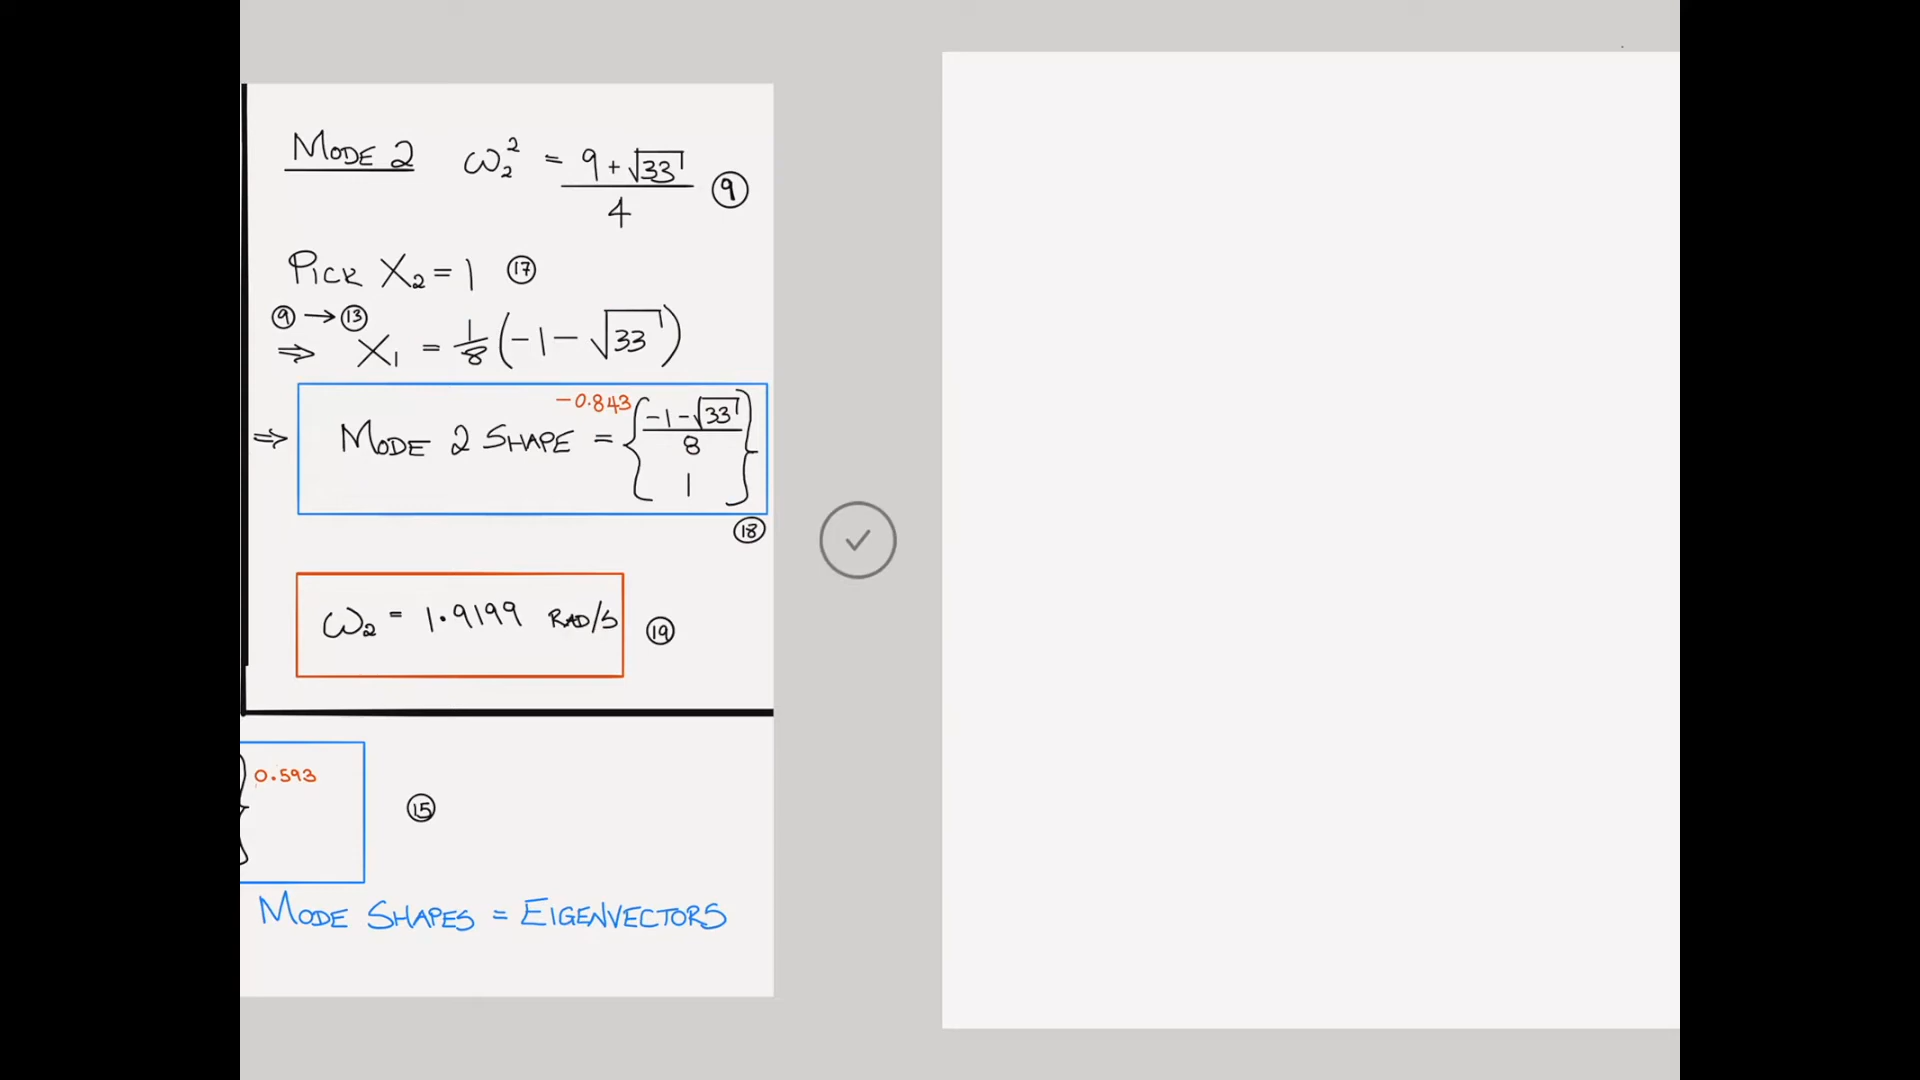 MODE 2 ω₂² = 9 + √33 / 4 ⑨
PICK X₂ = 1 ⑰
⑨ → ⑬
⇒ X₁ = 1/8 (-1 - √33)
-0.843
⇒ MODE 2 SHAPE = { (-1 - √33)/8
1 }
⑱
ω₂ = 1.9199 RAD/S ⑲
} 0.593
⑮
MODE SHAPES = EIGENVECTORS